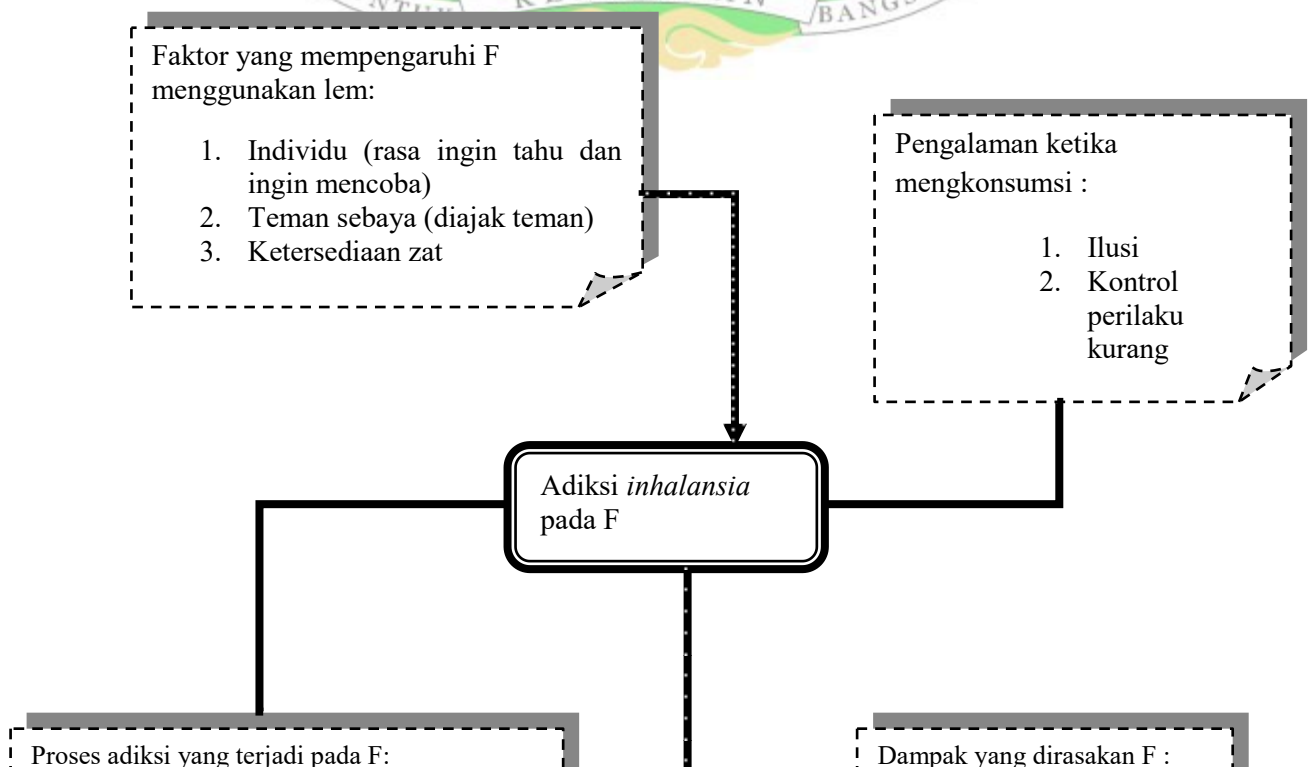 BANGS
Faktor yang mempengaruhi F
menggunakan lem:
1. Individu (rasa ingin tahu dan
ingin mencoba)
2. Teman sebaya (diajak teman)
3. Ketersediaan zat
Pengalaman ketika
mengkonsumsi :
1. Ilusi
2. Kontrol
perilaku
kurang
Adiksi inhalansia
pada F
Proses adiksi yang terjadi pada F:
Dampak yang dirasakan F :